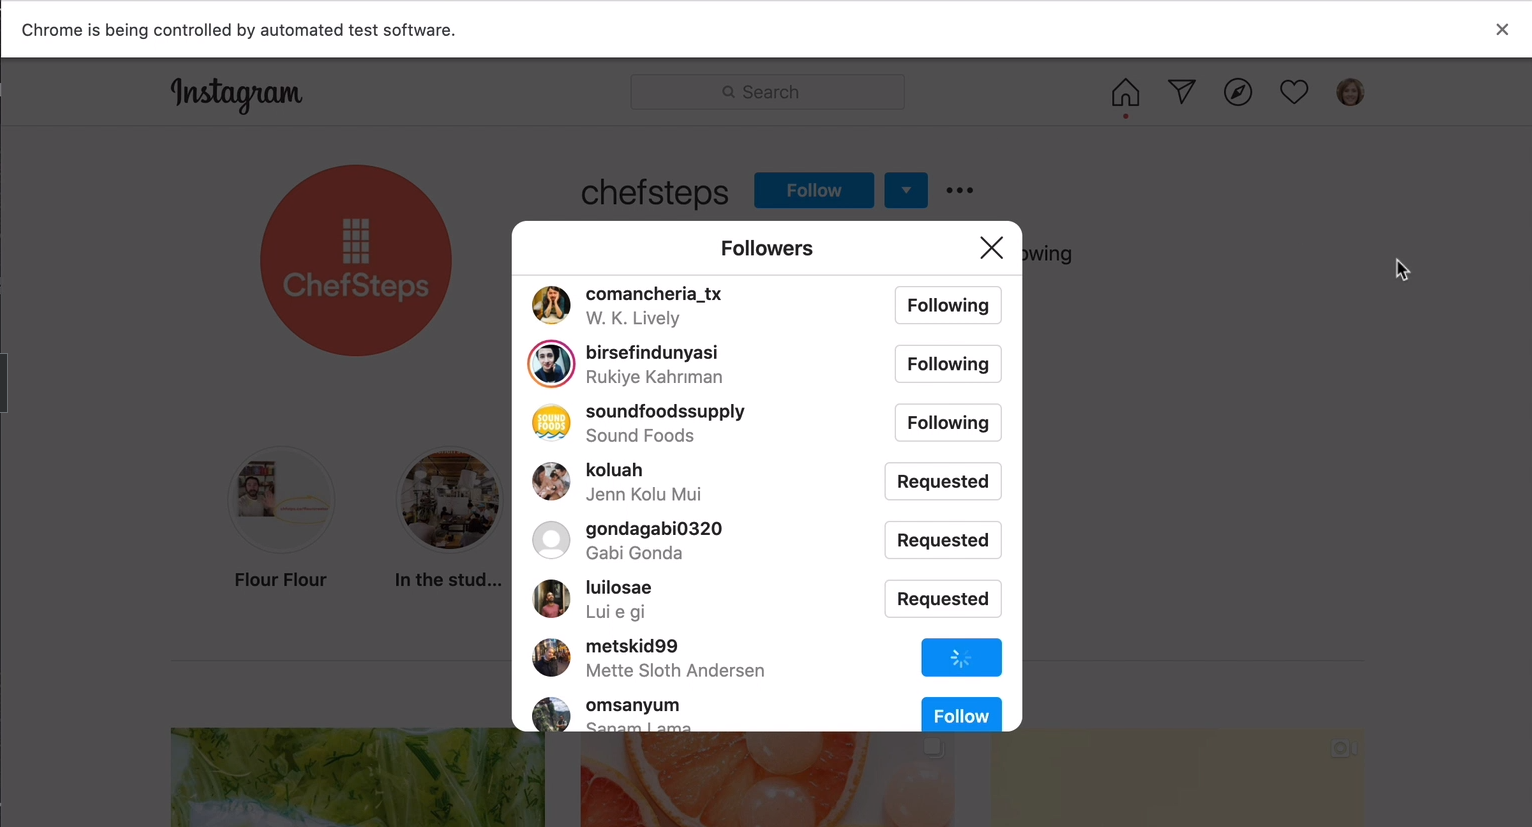 Chrome is being controlled by automated test software.
Instagram
Search
chefsteps
Follow
ChefSteps
owing
Followers
comancheria_tx
W. K. Lively
Following
birsefindunyasi
Rukiye Kahrıman
Following
soundfoodssupply
Sound Foods
Following
SOUND
FOODS
koluah
Jenn Kolu Mui
Requested
gondagabi0320
Gabi Gonda
Requested
luilosae
Lui e gi
Requested
metskid99
Mette Sloth Andersen
omsanyum
Sanam Lama
Follow
Flour Flour
In the stud...